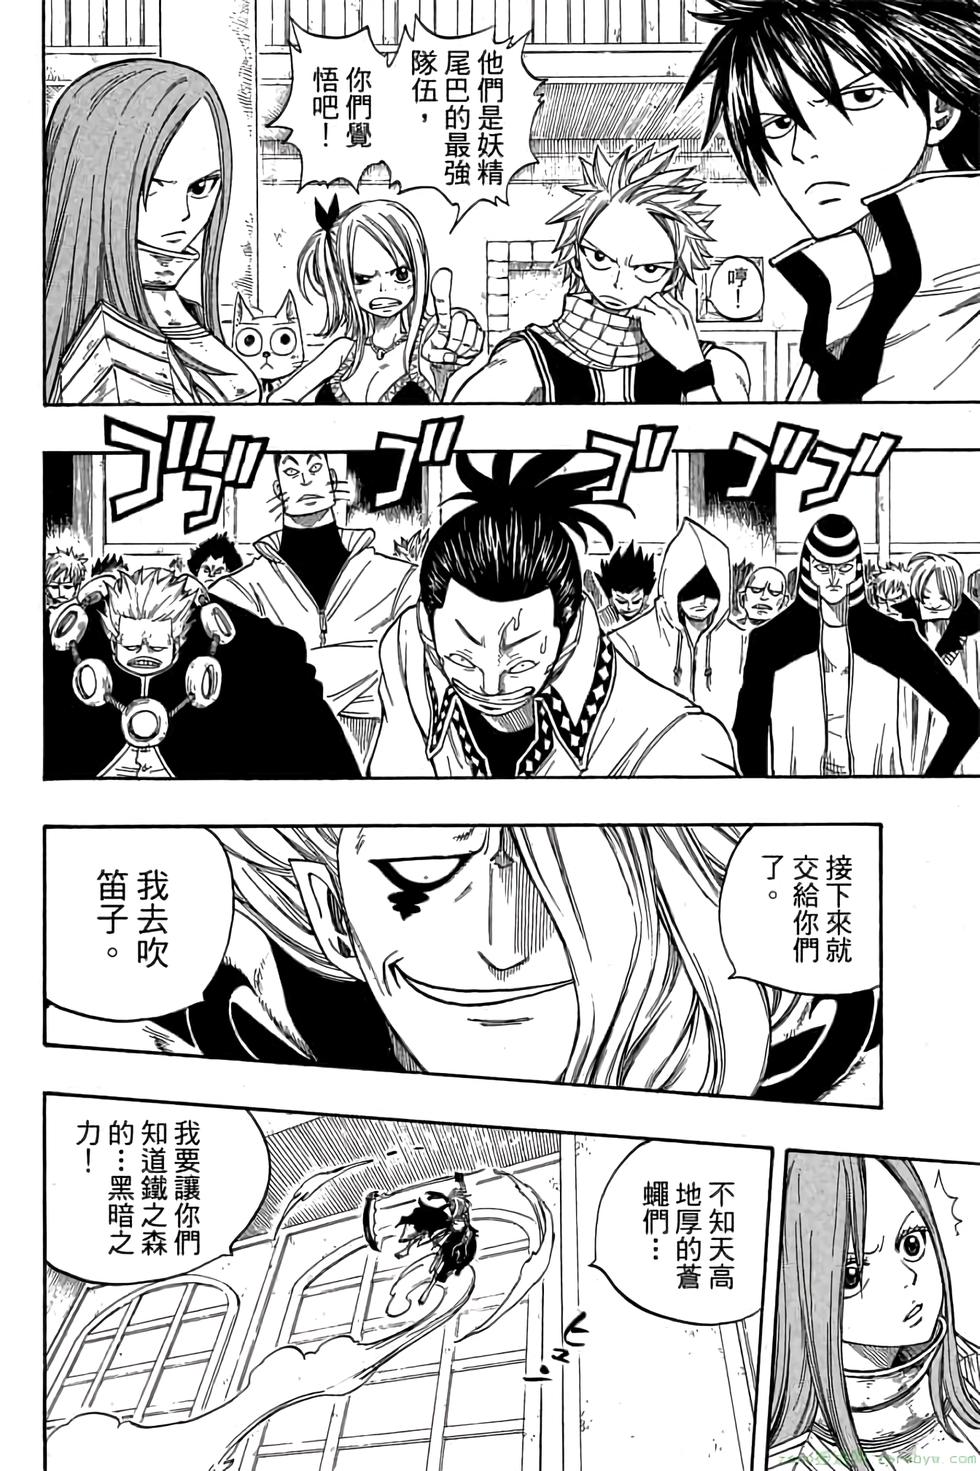 他們是妖精
尾巴的最強
隊伍，
你們覺
悟吧！
哼！
ゴゴ
ゴ
ゴ
ゴゴ
接下來就
交給你們
了。
我去吹
笛子。
不知天高
地厚的蒼
蠅們…
我要讓你們
知道鐵之森
的…黑暗之
力！